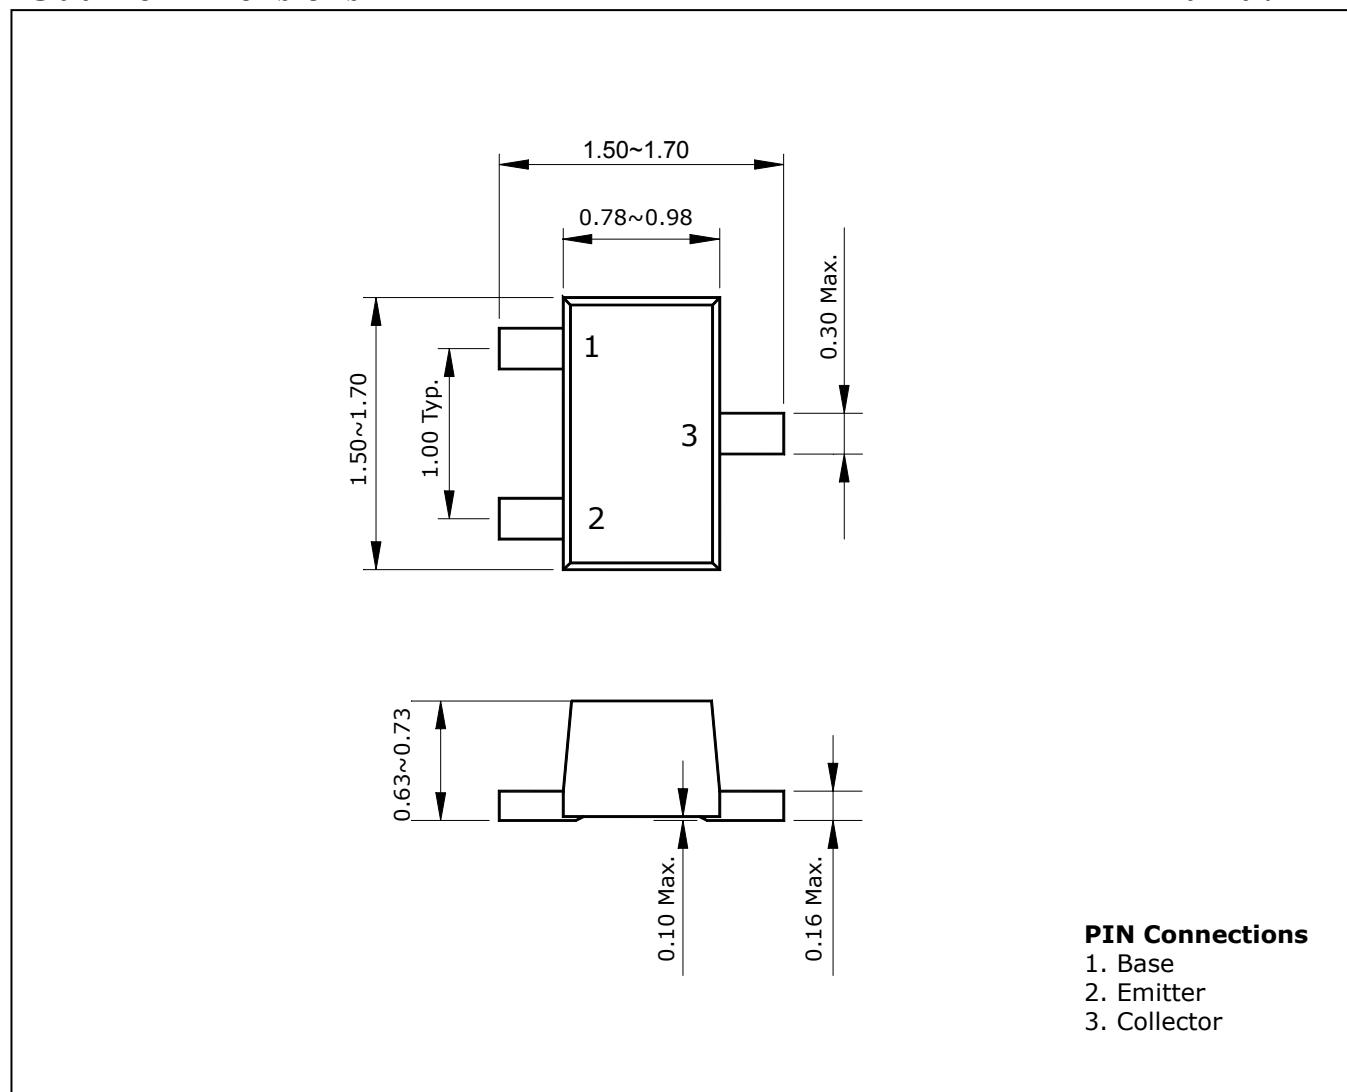 1.50~1.70
0.78~0.98
0.30 Max.
1
1.50~1.70
1.00 Typ.
3
2
0.63~0.73
0.10 Max.
0.16 Max.
PIN Connections
1. Base
2. Emitter
3. Collector